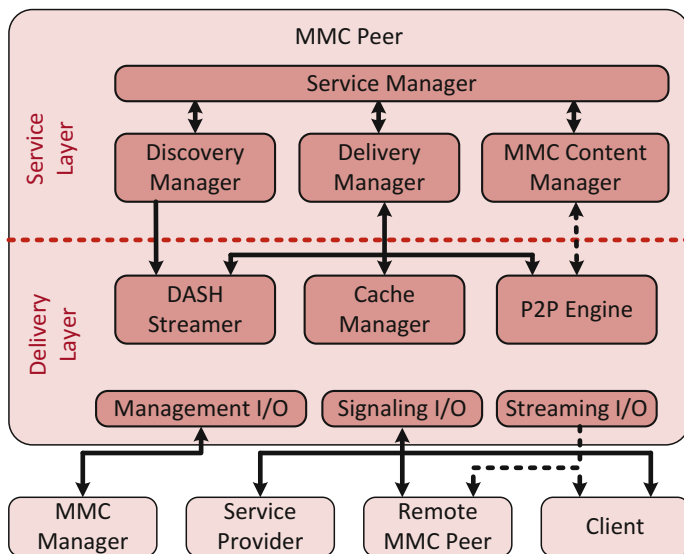 MMC Peer
Service Manager
Service
Layer
Discovery
Manager
Delivery
Manager
MMC Content
Manager
Delivery
Layer
DASH
Streamer
Cache
Manager
P2P Engine
Management I/O
Signaling I/O
Streaming I/O
MMC
Manager
Service
Provider
Remote
MMC Peer
Client